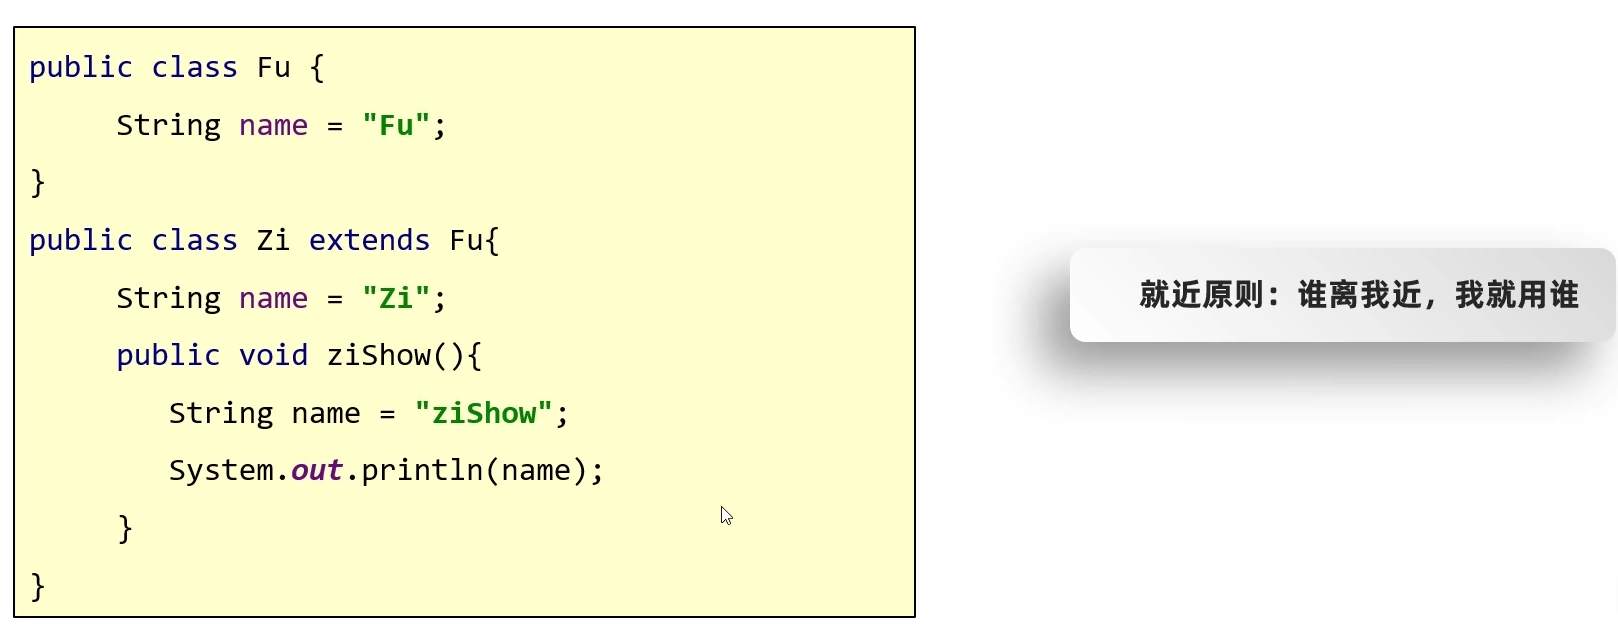 public class Fu {
     String name = "Fu";
}
public class Zi extends Fu{
     String name = "Zi";
     public void ziShow(){
        String name = "ziShow";
        System.out.println(name);
     }
}
就近原则：谁离我近，我就用谁